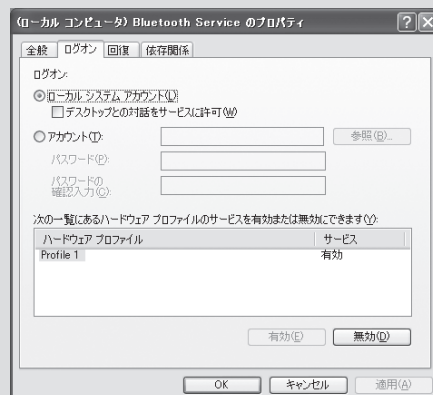 (ローカル コンピュータ) Bluetooth Service のプロパティ
全般 ログオン 回復 依存関係
ログオン:
ローカル システム アカウント(L)
デスクトップとの対話をサービスに許可(W)
アカウント(T): 参照(B)...
パスワード(P):
パスワードの
確認入力(C):
次の一覧にあるハードウェア プロファイルのサービスを有効または無効にできます(Y):
ハードウェア プロファイル サービス
Profile 1 有効
有効(E) 無効(D)
OK キャンセル 適用(A)